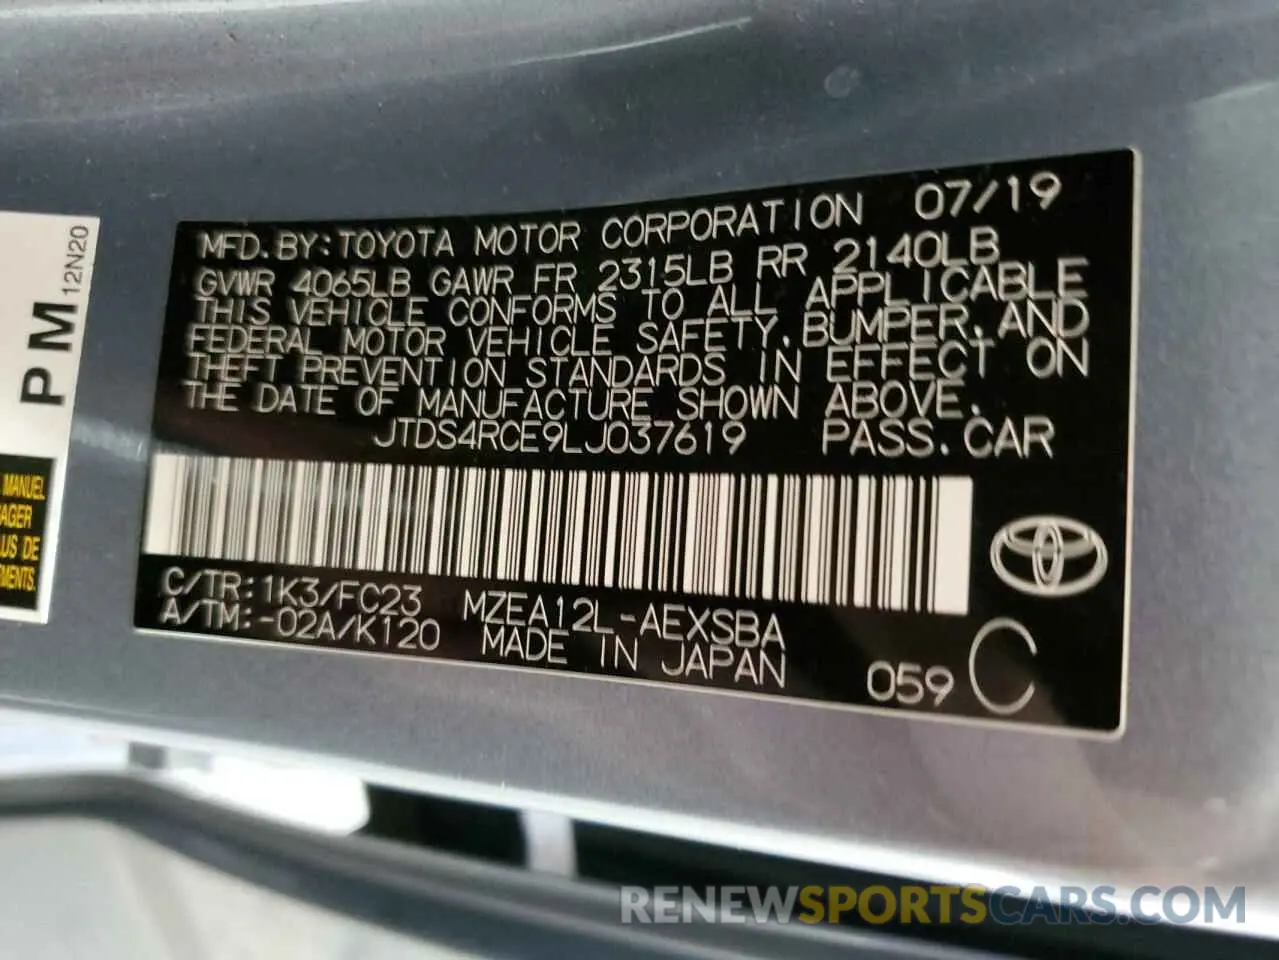 MFD.BY:TOYOTA MOTOR CORPORATION 07/19
GVWR 4065LB GAWR FR 2315LB RR 2140LB
THIS VEHICLE CONFORMS TO ALL APPLICABLE
FEDERAL MOTOR VEHICLE SAFETY,BUMPER,AND
THEFT PREVENTION STANDARDS IN EFFECT ON
THE DATE OF MANUFACTURE SHOWN ABOVE.
JTDS4RCE9LJ037619 PASS.CAR
C/TR:1K3/FC23 MZEA12L-AEXSBA
A/TM:-02A/K120 MADE IN JAPAN 059 C
PM 12N20
MANUEL
AGER
US DE
MENTS.
RENEWSPORTSCARS.COM